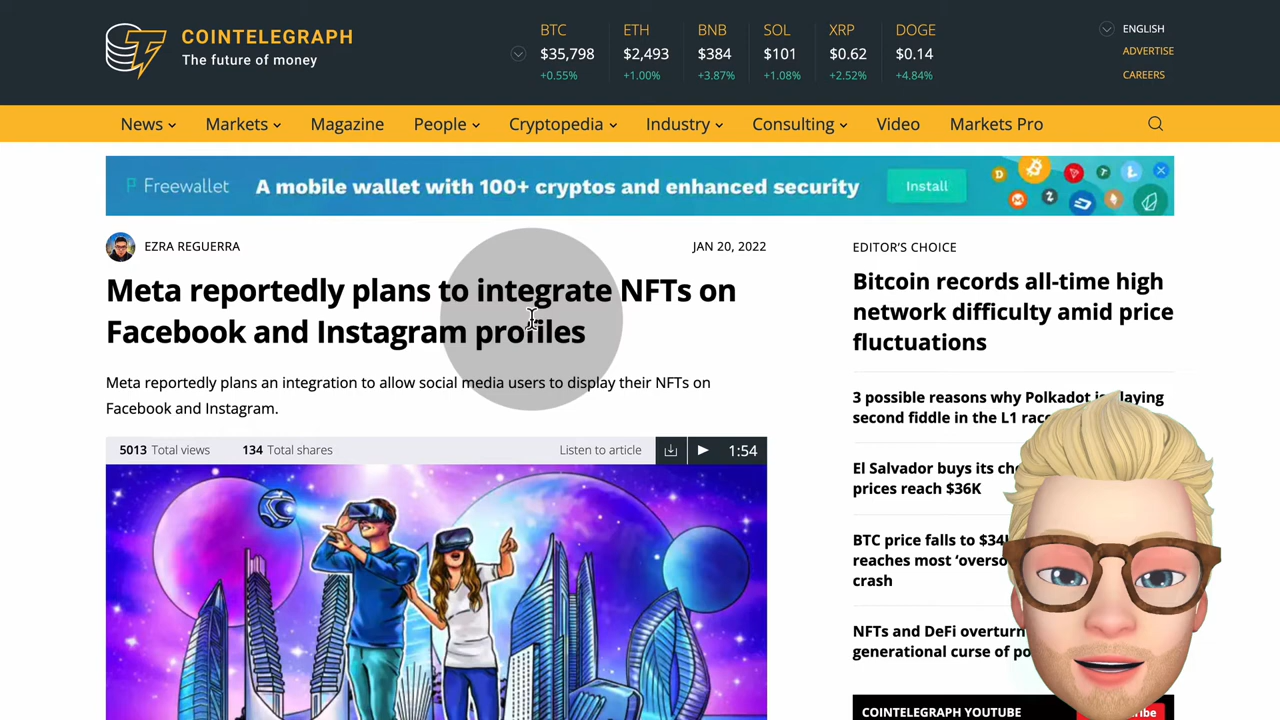 COINTELEGRAPH
The future of money
BTC
$35,798
+0.55%
ETH
$2,493
+1.00%
BNB
$384
+3.87%
SOL
$101
+1.08%
XRP
$0.62
+2.52%
DOGE
$0.14
+4.84%
ENGLISH
ADVERTISE
CAREERS
News
Markets
Magazine
People
Cryptopedia
Industry
Consulting
Video
Markets Pro
Freewallet
A mobile wallet with 100+ cryptos and enhanced security
Install
EZRA REGUERRA
JAN 20, 2022
Meta reportedly plans to integrate NFTs on
Facebook and Instagram profiles
Meta reportedly plans an integration to allow social media users to display their NFTs on
Facebook and Instagram.
5013 Total views
134 Total shares
Listen to article
1:54
EDITOR'S CHOICE
Bitcoin records all-time high
network difficulty amid price
fluctuations
3 possible reasons why Polkadot is playing
second fiddle in the L1
El Salvador buys its
prices reach $36K
BTC price falls to
reaches most
crash
NFTs and DeFi overturn
generational curse of
COINTELEGRAPH YOUTUBE